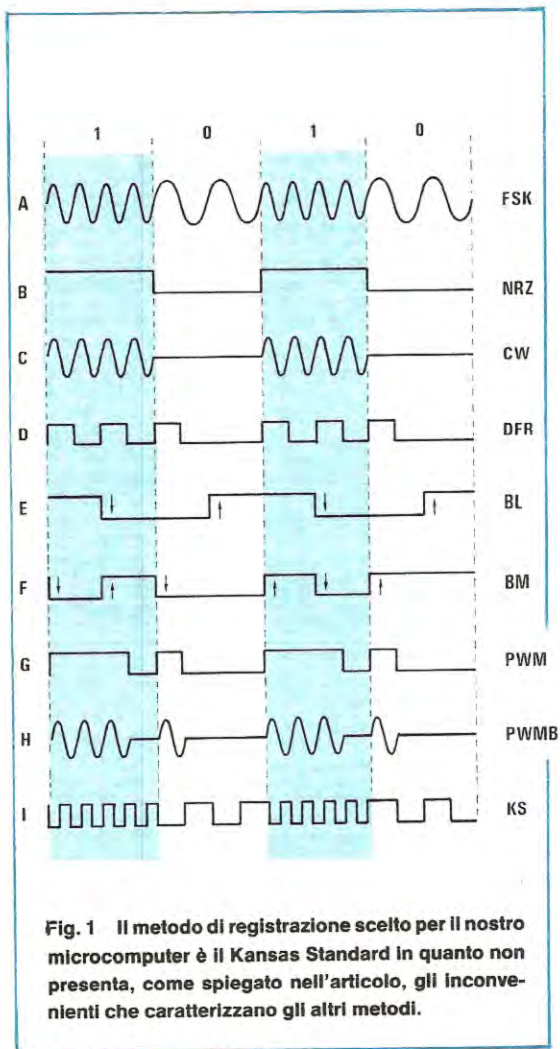 1 0 1 0
A FSK
B NRZ
C CW
D DFR
E BL
F BM
G PWM
H PWMB
I KS
Fig. 1 Il metodo di registrazione scelto per il nostro
microcomputer è il Kansas Standard in quanto non
presenta, come spiegato nell'articolo, gli inconve-
nienti che caratterizzano gli altri metodi.